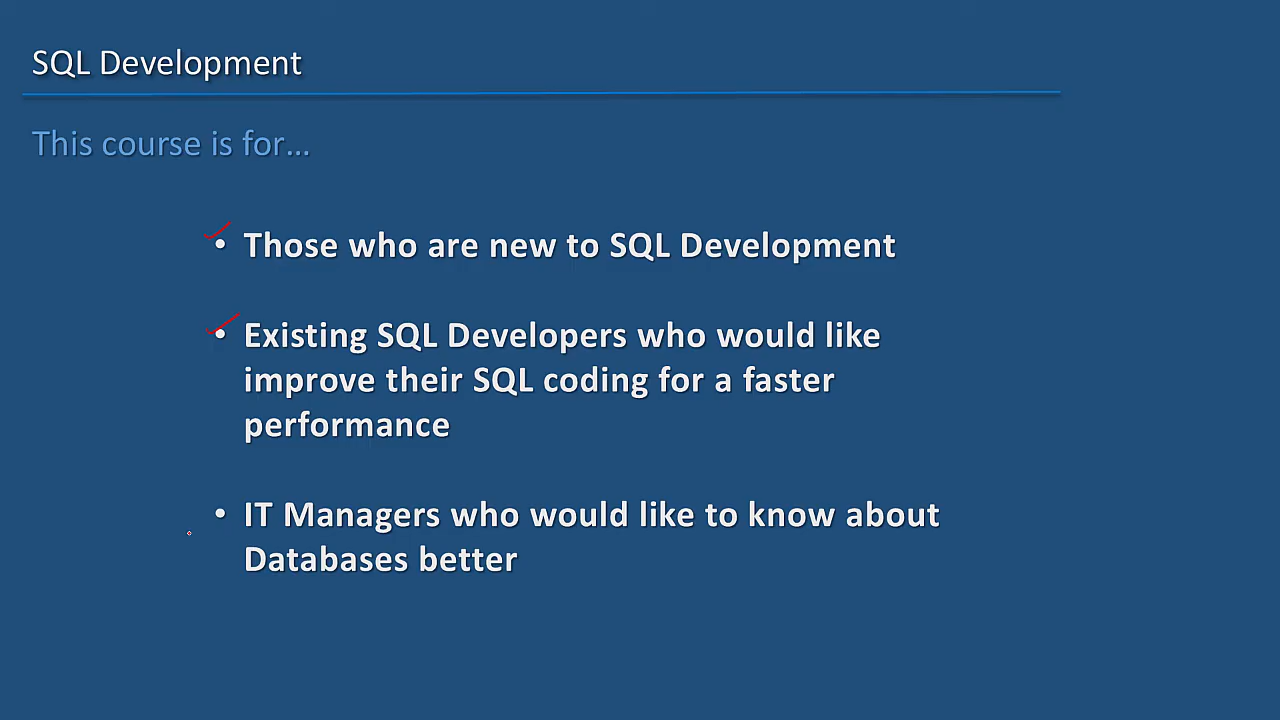 SQL Development
This course is for...
• Those who are new to SQL Development
• Existing SQL Developers who would like
improve their SQL coding for a faster
performance
• IT Managers who would like to know about
Databases better